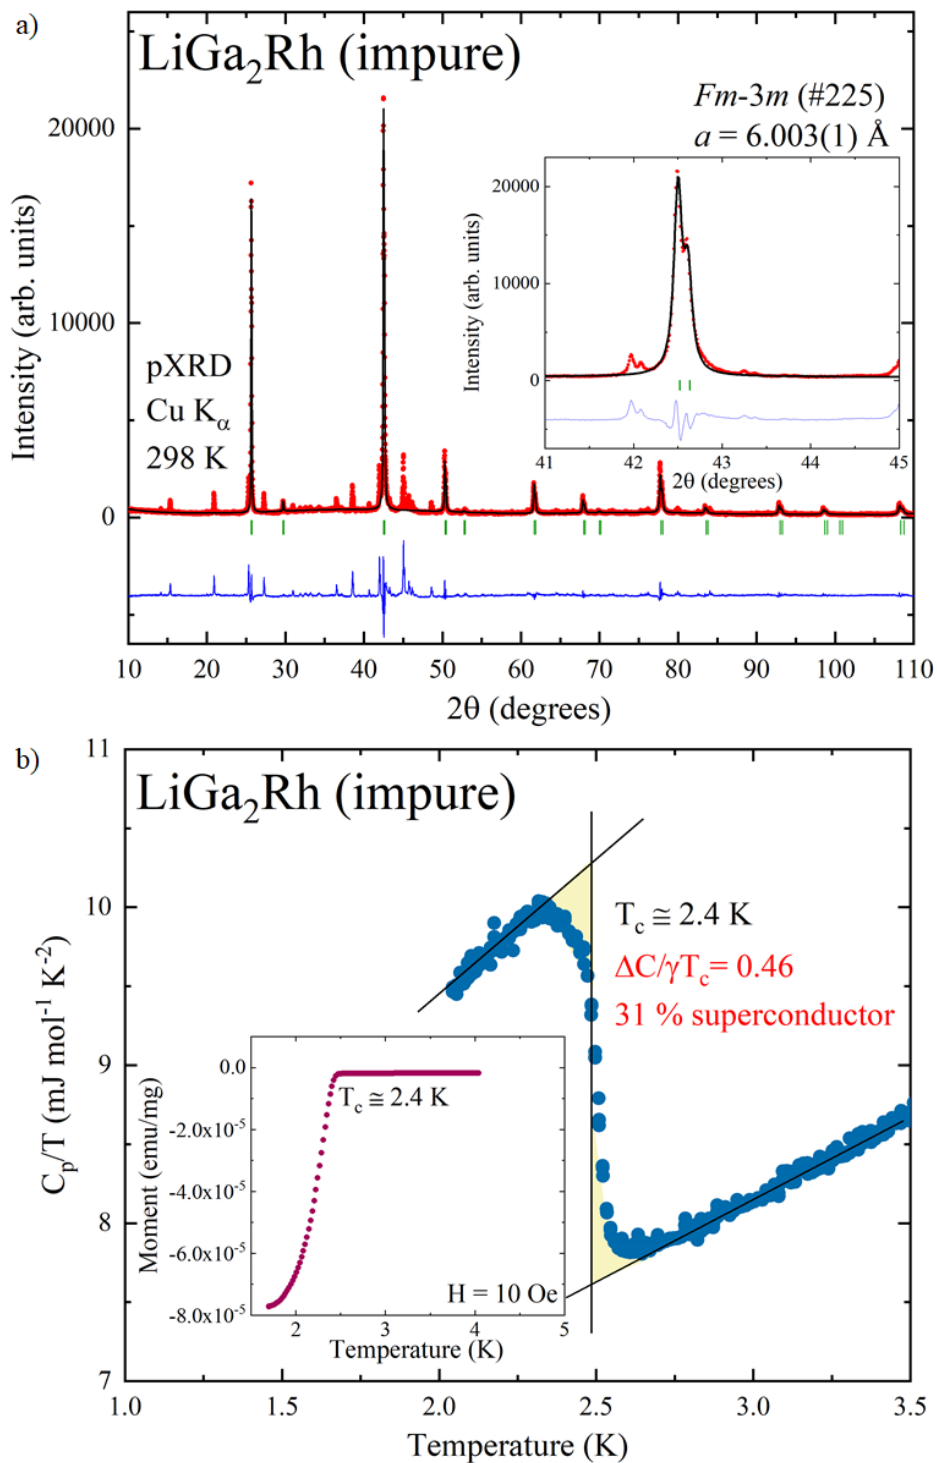 a)
LiGa₂Rh (impure)
Fm-3m (#225)
a = 6.003(1) Å
pXRD
Cu Kα
298 K
Intensity (arb. units)
20000
10000
0
10 20 30 40 50 60 70 80 90 100 110
2θ (degrees)
Intensity (arb. units)
20000
10000
0
41 42 43 44 45
2θ (degrees)
b)
LiGa₂Rh (impure)
Tc ≅ 2.4 K
ΔC/γTc= 0.46
31 % superconductor
Cp/T (mJ mol⁻¹ K⁻²)
11
10
9
8
7
1.0 1.5 2.0 2.5 3.0 3.5
Temperature (K)
Moment (emu/mg)
0.0
-2.0x10⁻⁵
-4.0x10⁻⁵
-6.0x10⁻⁵
-8.0x10⁻⁵
Tc ≅ 2.4 K
H = 10 Oe
2 3 4 5
Temperature (K)